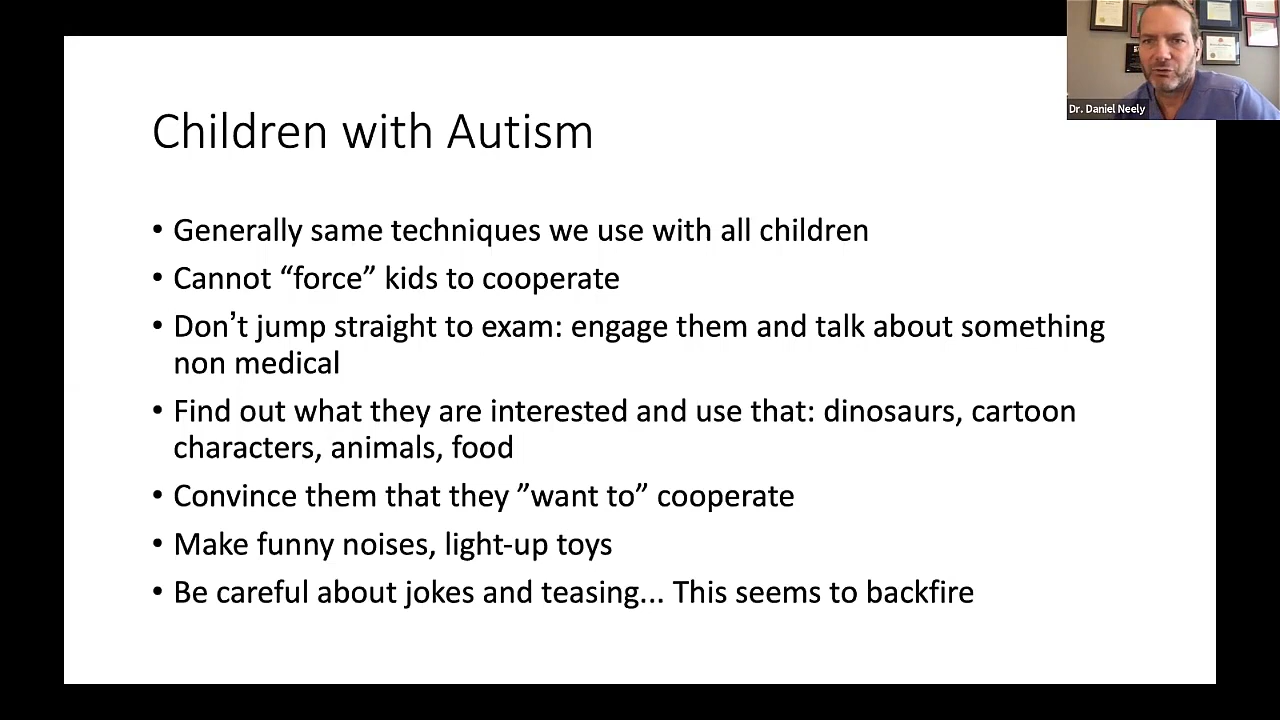 Dr. Daniel Neely
Children with Autism
• Generally same techniques we use with all children
• Cannot “force” kids to cooperate
• Don’t jump straight to exam: engage them and talk about something
non medical
• Find out what they are interested and use that: dinosaurs, cartoon
characters, animals, food
• Convince them that they ”want to” cooperate
• Make funny noises, light-up toys
• Be careful about jokes and teasing... This seems to backfire